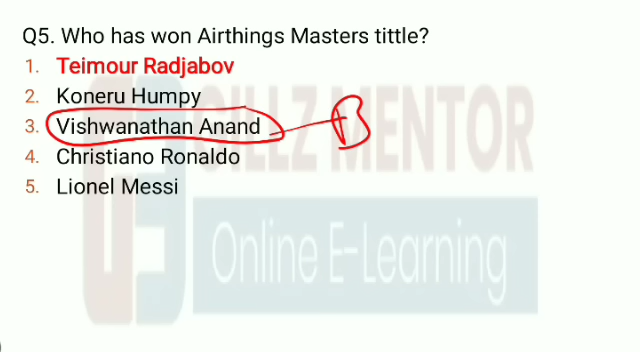 Q5. Who has won Airthings Masters tittle?
1. Teimour Radjabov
2. Koneru Humpy
3. Vishwanathan Anand B
4. Christiano Ronaldo
5. Lionel Messi
MENTOR
Online E-Learning